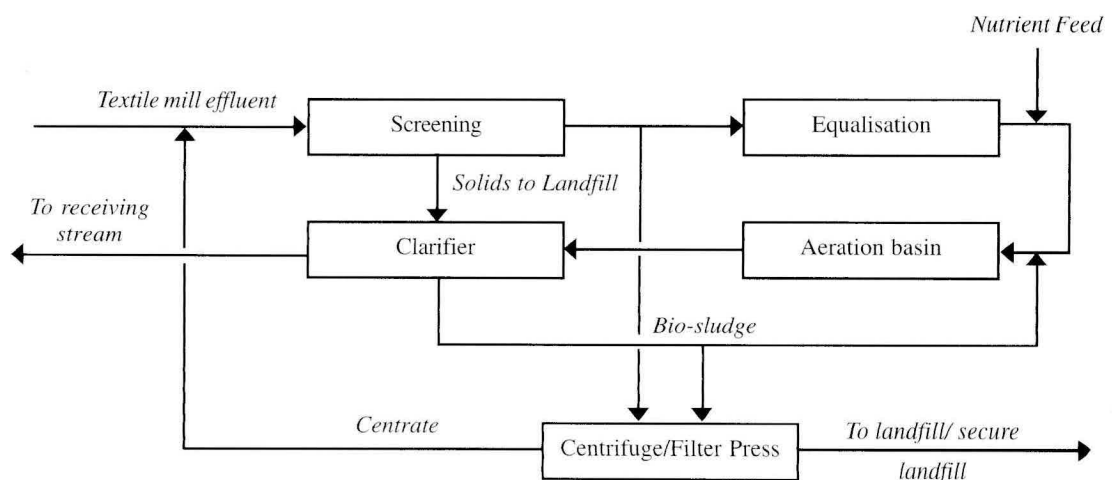 Nutrient Feed
Textile mill effluent
Screening
Equalisation
Solids to Landfill
To receiving
stream
Clarifier
Aeration basin
Bio-sludge
Centrate
Centrifuge/Filter Press
To landfill/ secure
landfill